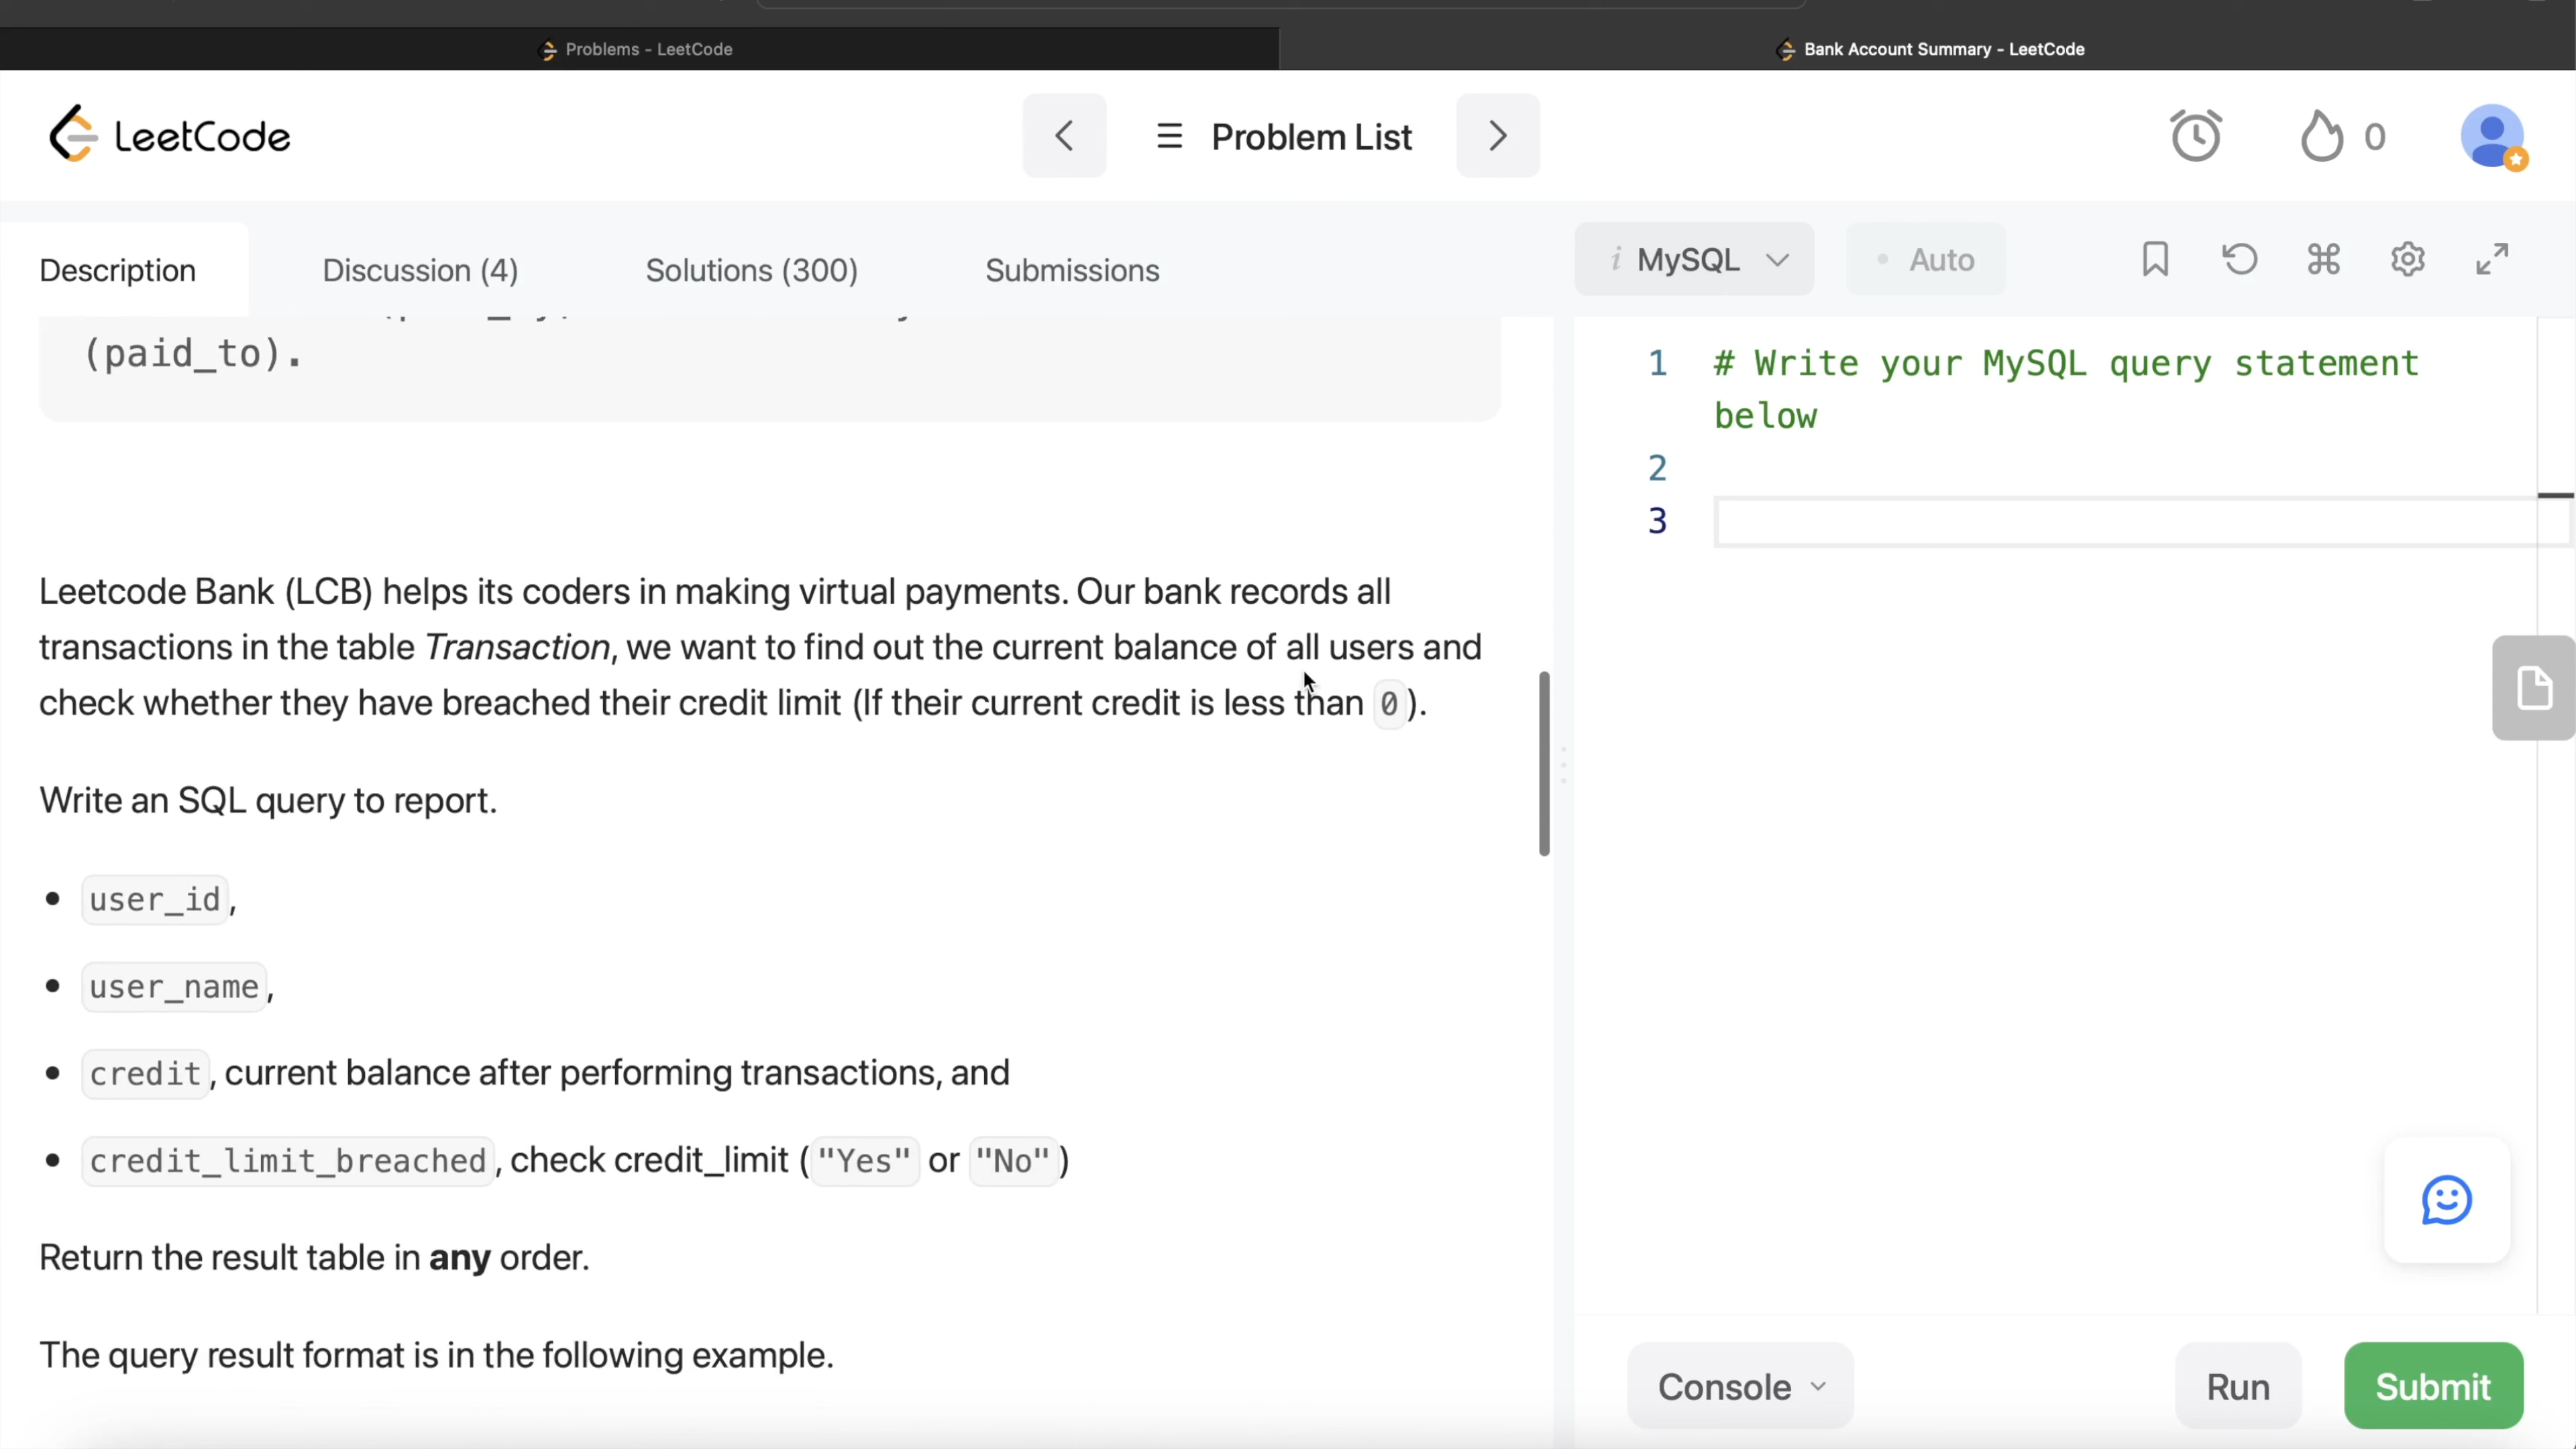 Problems - LeetCode
Bank Account Summary - LeetCode
LeetCode
Problem List
0
Description
Discussion (4)
Solutions (300)
Submissions
MySQL
Auto
(paid_to).
Leetcode Bank (LCB) helps its coders in making virtual payments. Our bank records all
transactions in the table Transaction, we want to find out the current balance of all users and
check whether they have breached their credit limit (If their current credit is less than 0).
Write an SQL query to report.
user_id,
user_name,
credit, current balance after performing transactions, and
credit_limit_breached, check credit_limit ("Yes" or "No")
Return the result table in any order.
The query result format is in the following example.
1 # Write your MySQL query statement
below
2
3
Console
Run
Submit